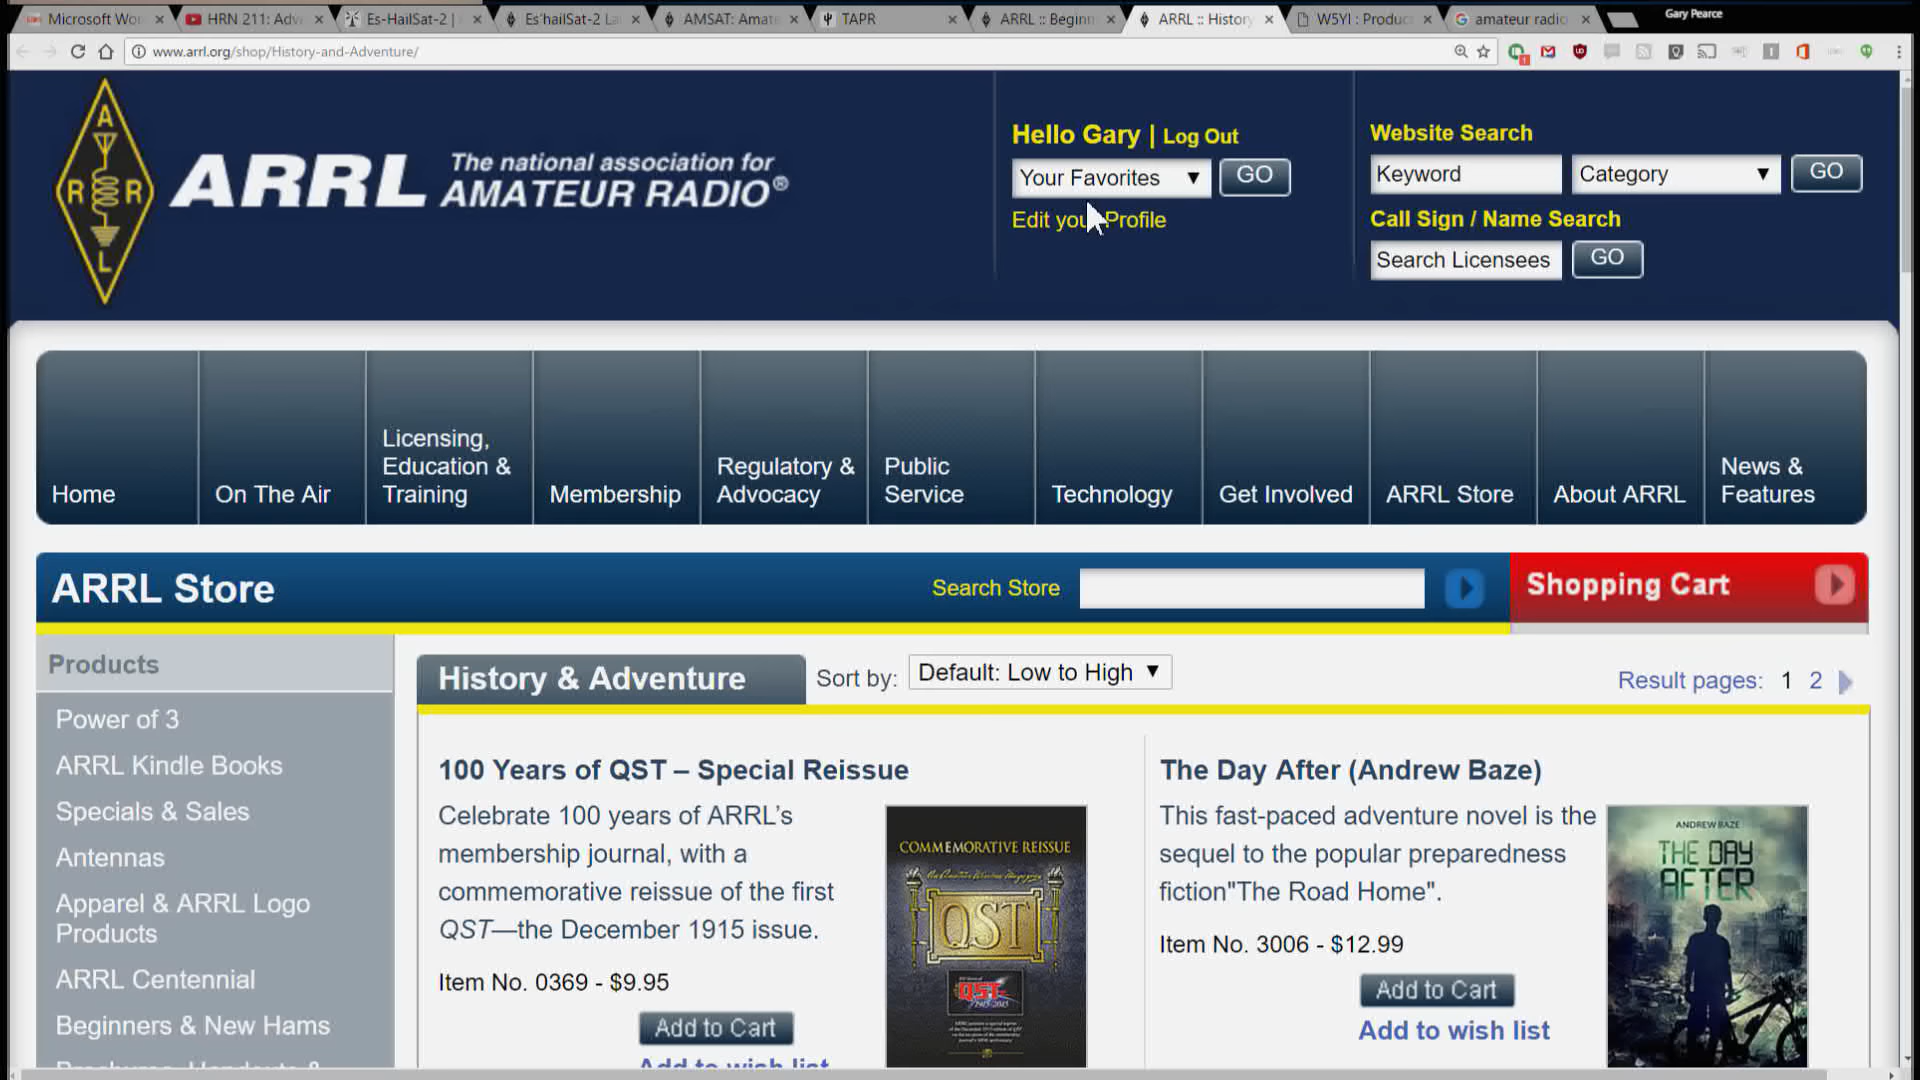 Microsoft Wo
HRN 211: Adv
Es-HailSat-2 |
Es'hailSat-2 La
AMSAT: Amat
TAPR
ARRL :: Beginn
ARRL :: History
W5YI : Produc
amateur radio
Gary Pearce
www.arrl.org/shop/History-and-Adventure/
A
R R
L
ARRL The national association for
AMATEUR RADIO®
Hello Gary | Log Out
Your Favorites GO
Edit your Profile
Website Search
Keyword Category GO
Call Sign / Name Search
Search Licensees GO
Home
On The Air
Licensing,
Education &
Training
Membership
Regulatory &
Advocacy
Public
Service
Technology
Get Involved
ARRL Store
About ARRL
News &
Features
ARRL Store
Search Store
Shopping Cart
Products
Power of 3
ARRL Kindle Books
Specials & Sales
Antennas
Apparel & ARRL Logo
Products
ARRL Centennial
Beginners & New Hams
History & Adventure
Sort by: Default: Low to High
Result pages: 1 2
100 Years of QST – Special Reissue
Celebrate 100 years of ARRL’s
membership journal, with a
commemorative reissue of the first
QST—the December 1915 issue.
Item No. 0369 - $9.95
Add to Cart
Add to wish list
COMMEMORATIVE REISSUE
QST
QST
The Day After (Andrew Baze)
This fast-paced adventure novel is the
sequel to the popular preparedness
fiction"The Road Home".
Item No. 3006 - $12.99
Add to Cart
Add to wish list
ANDREW BAZE
THE DAY
AFTER